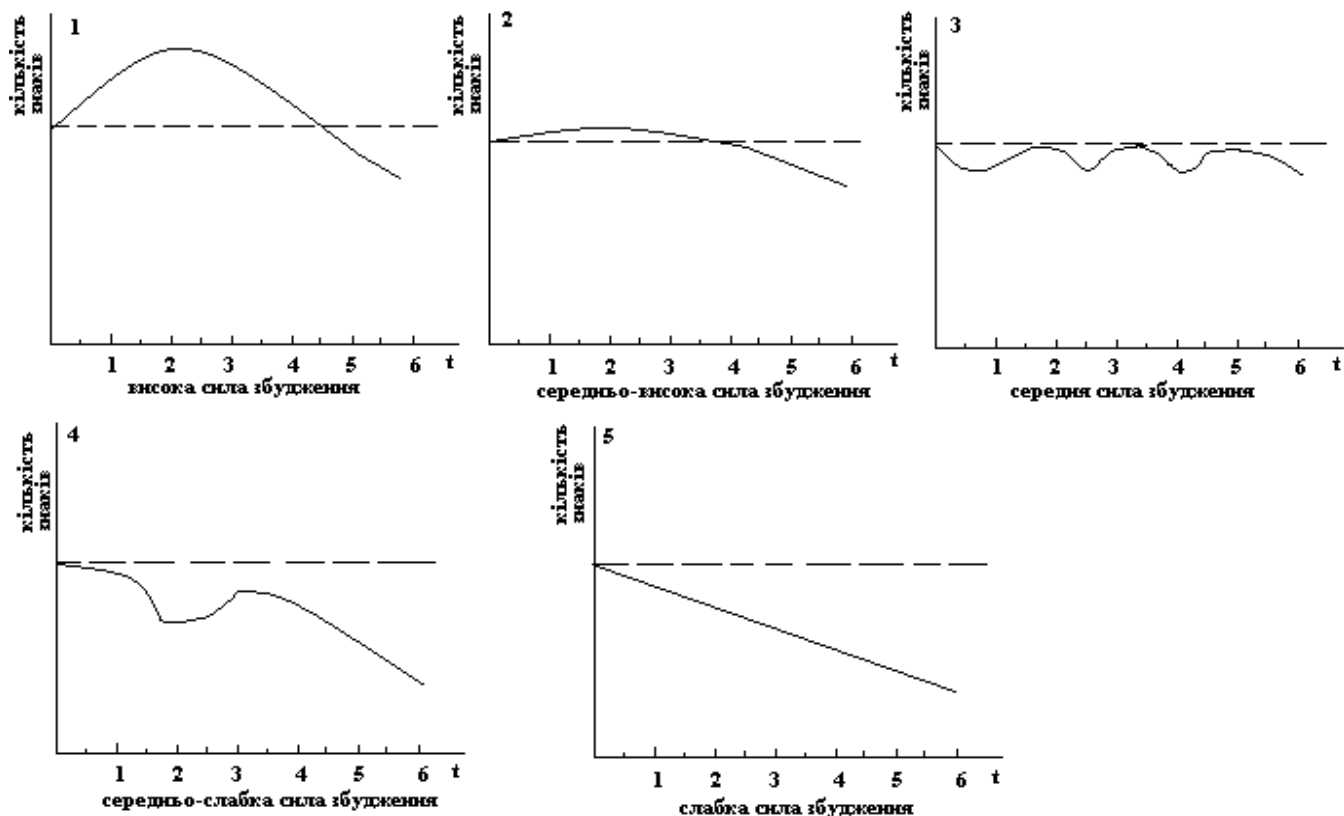 1
кількість
знаків
1 2 3 4 5 6 t
висока сила збудження
2
кількість
знаків
1 2 3 4 5 6 t
середньо-висока сила збудження
3
кількість
знаків
1 2 3 4 5 6 t
середня сила збудження
4
кількість
знаків
1 2 3 4 5 6 t
середньо-слабка сила збудження
5
кількість
знаків
1 2 3 4 5 6 t
слабка сила збудження